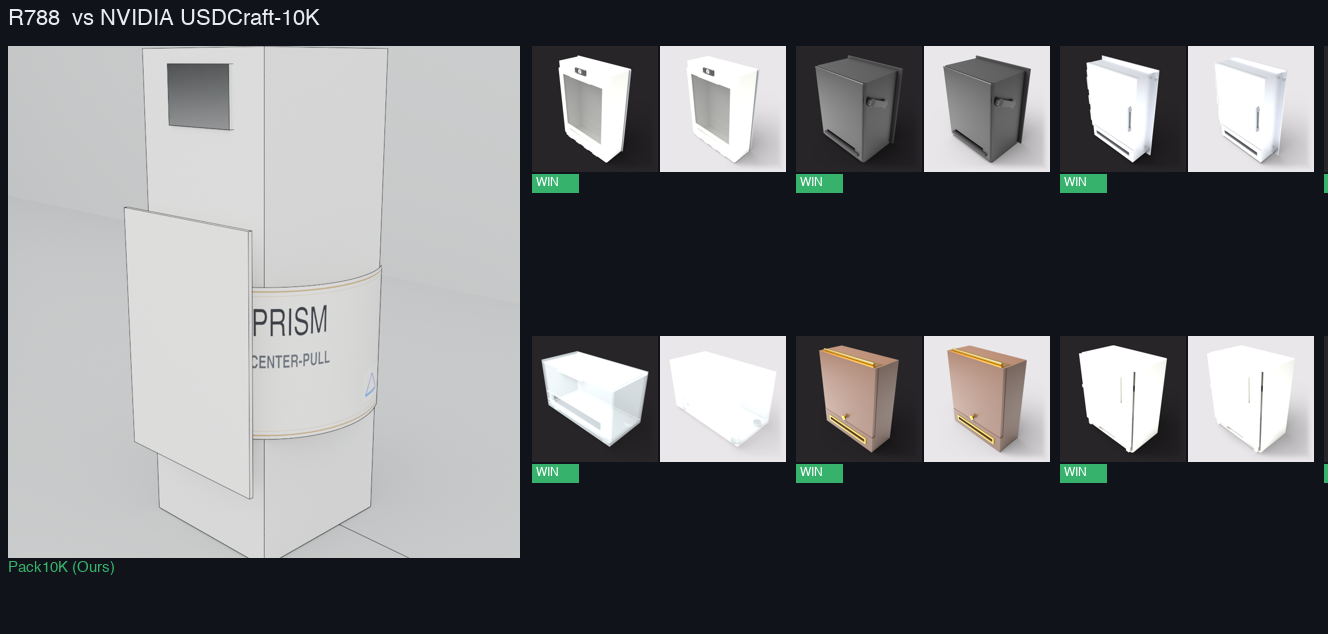 R788 vs NVIDIA USDCraft-10K
PRISM
CENTER-PULL
WIN
WIN
WIN
WIN
WIN
WIN
Pack10K (Ours)